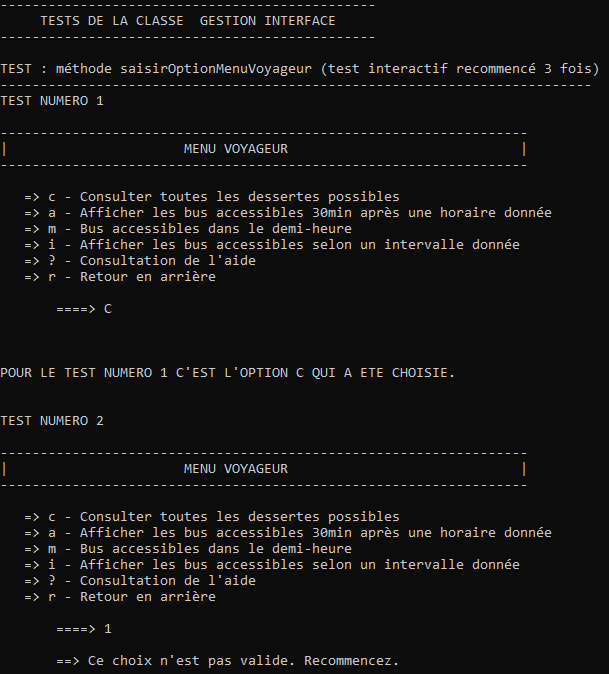 -----------------------------------------------
TESTS DE LA CLASSE  GESTION INTERFACE
-----------------------------------------------
TEST : méthode saisirOptionMenuVoyageur (test interactif recommencé 3 fois)
--------------------------------------------------------------------------
TEST NUMERO 1
------------------------------------------------------------------
|                      MENU VOYAGEUR                             |
------------------------------------------------------------------
=> c - Consulter toutes les dessertes possibles
=> a - Afficher les bus accessibles 30min après une horaire donnée
=> m - Bus accessibles dans le demi-heure
=> i - Afficher les bus accessibles selon un intervalle donnée
=> ? - Consultation de l'aide
=> r - Retour en arrière
====> C
POUR LE TEST NUMERO 1 C'EST L'OPTION C QUI A ETE CHOISIE.
TEST NUMERO 2
------------------------------------------------------------------
|                      MENU VOYAGEUR                             |
------------------------------------------------------------------
=> c - Consulter toutes les dessertes possibles
=> a - Afficher les bus accessibles 30min après une horaire donnée
=> m - Bus accessibles dans le demi-heure
=> i - Afficher les bus accessibles selon un intervalle donnée
=> ? - Consultation de l'aide
=> r - Retour en arrière
====> 1
==> Ce choix n'est pas valide. Recommencez.